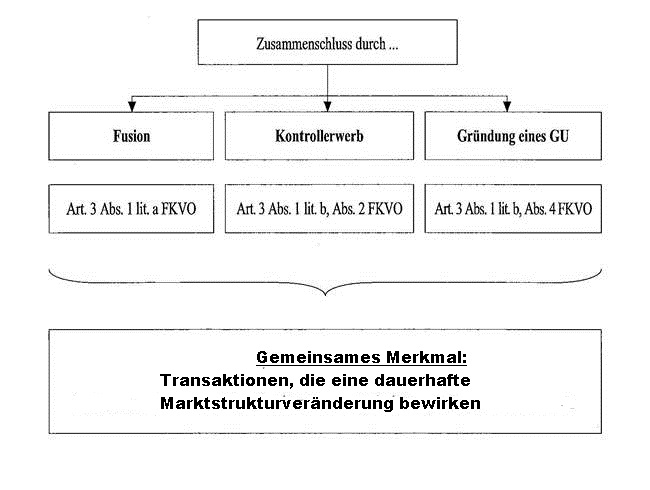 Zusammenschluss durch ...
Fusion
Kontrollerwerb
Gründung eines GU
Art. 3 Abs. 1 lit. a FKVO
Art. 3 Abs. 1 lit. b, Abs. 2 FKVO
Art. 3 Abs. 1 lit. b, Abs. 4 FKVO
Gemeinsames Merkmal:
Transaktionen, die eine dauerhafte
Marktstrukturveränderung bewirken